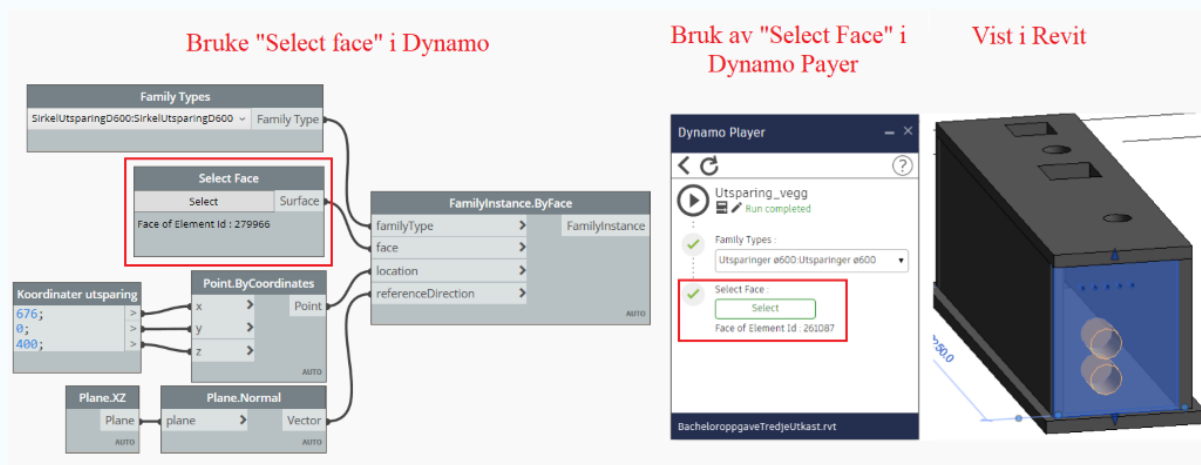 Bruke "Select face" i Dynamo
Bruk av "Select Face" i
Dynamo Payer
Vist i Revit
Family Types
SirkelUtsparingD600:SirkelUtsparingD600
Family Type
Select Face
Select
Surface
Face of Element Id : 279966
Koordinater utsparing
676; >
0; >
400; >
Point.ByCoordinates
x > Point
y >
z >
AUTO
Plane.XZ
Plane
AUTO
Plane.Normal
plane > Vector
AUTO
FamilyInstance.ByFace
familyType > FamilyInstance
face >
location >
referenceDirection >
AUTO
Dynamo Player
?
Utsparing_vegg
Run completed
Family Types :
Utsparinger ø600:Utsparinger ø600
Select Face :
Select
Face of Element Id : 261087
BacheloroppgaveTredjeUtkast.rvt